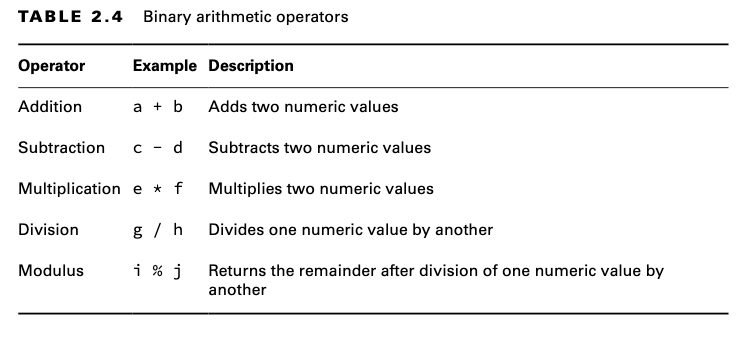 TABLE 2.4 Binary arithmetic operators
Operator Example Description
Addition a + b Adds two numeric values
Subtraction c - d Subtracts two numeric values
Multiplication e * f Multiplies two numeric values
Division g / h Divides one numeric value by another
Modulus i % j Returns the remainder after division of one numeric value by
another